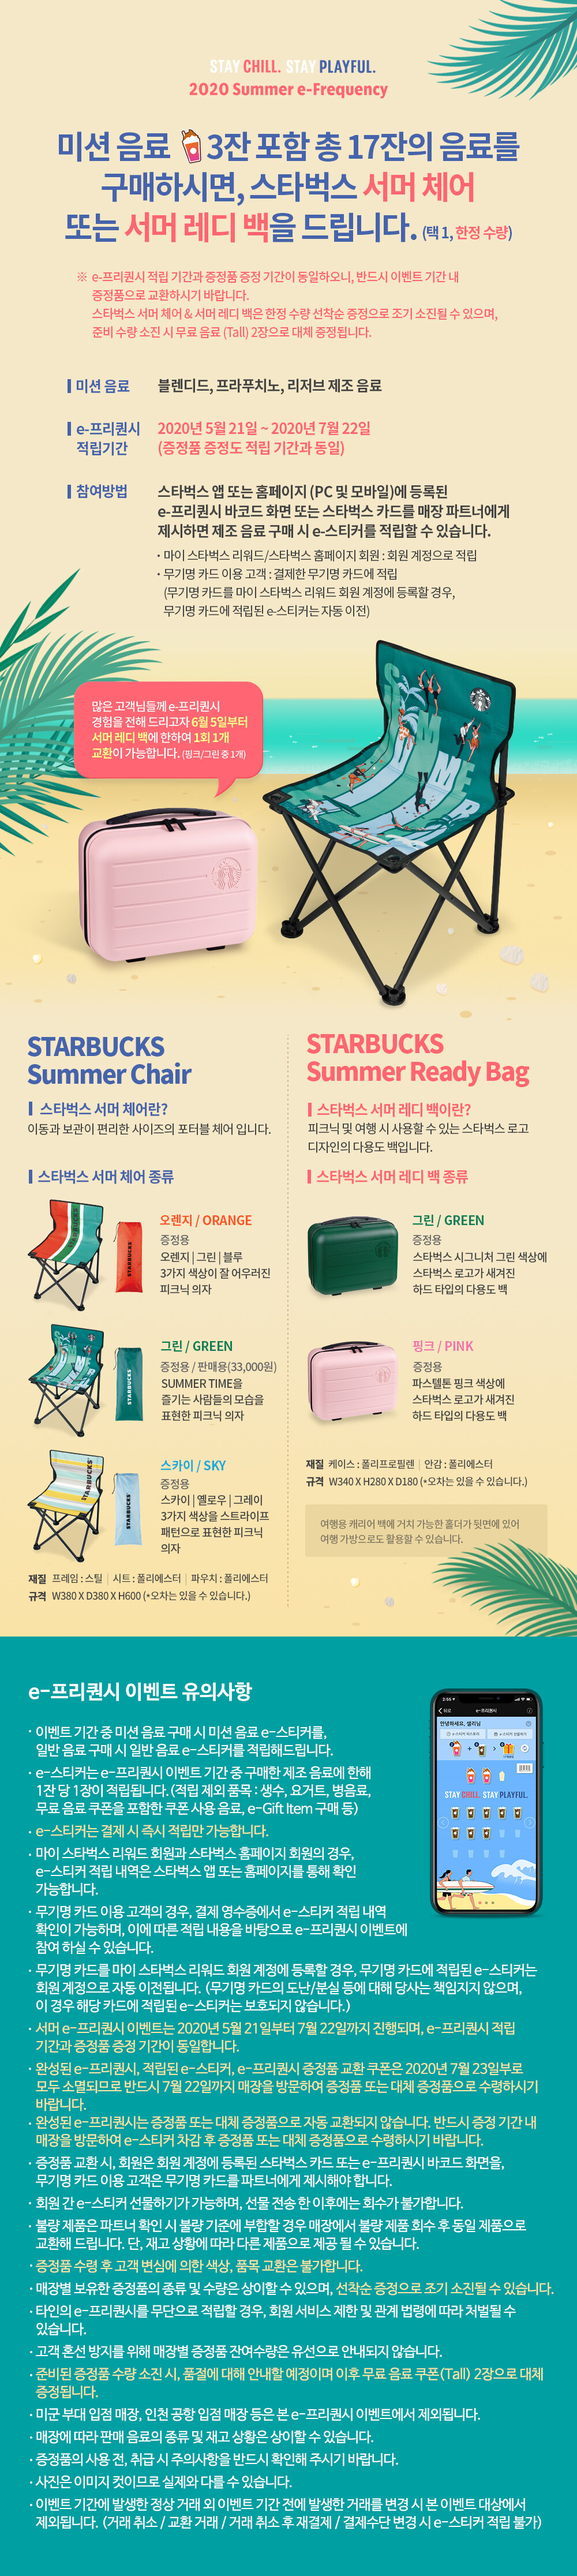 STAY CHILL. STAY PLAYFUL.
2020 Summer e-Frequency
미션 음료 3잔 포함 총 17잔의 음료를
구매하시면, 스타벅스 서머 체어
또는 서머 레디 백을 드립니다. (택 1, 한정 수량)
※ e-프리퀀시 적립 기간과 증정품 증정 기간이 동일하오니, 반드시 이벤트 기간 내
증정품으로 교환하시기 바랍니다.
스타벅스 서머 체어 & 서머 레디 백은 한정 수량 선착순 증정으로 조기 소진될 수 있으며,
준비 수량 소진 시 무료 음료 (Tall) 2장으로 대체 증정됩니다.
미션 음료 블렌디드, 프라푸치노, 리저브 제조 음료
e-프리퀀시 적립기간
2020년 5월 21일 ~ 2020년 7월 22일
(증정품 증정도 적립 기간과 동일)
참여방법 스타벅스 앱 또는 홈페이지 (PC 및 모바일)에 등록된
e-프리퀀시 바코드 화면 또는 스타벅스 카드를 매장 파트너에게
제시하면 제조 음료 구매 시 e-스티커를 적립할 수 있습니다.
· 마이 스타벅스 리워드/스타벅스 홈페이지 회원 : 회원 계정으로 적립
· 무기명 카드 이용 고객 : 결제한 무기명 카드에 적립
(무기명 카드를 마이 스타벅스 리워드 회원 계정에 등록할 경우,
무기명 카드에 적립된 e-스티커는 자동 이전)
많은 고객님들께 e-프리퀀시
경험을 전해 드리고자 6월 5일부터
서머 레디 백에 한하여 1회 1개
교환이 가능합니다. (핑크/그린 중 1개)
SUMMER TIME
STARBUCKS
Summer Chair
스타벅스 서머 체어란?
이동과 보관이 편리한 사이즈의 포터블 체어 입니다.
스타벅스 서머 체어 종류
STARBUCKS
오렌지 / ORANGE
증정용
오렌지 | 그린 | 블루
3가지 색상이 잘 어우러진
피크닉 의자
STARBUCKS
그린 / GREEN
증정용 / 판매용(33,000원)
SUMMER TIME을
즐기는 사람들의 모습을
표현한 피크닉 의자
STARBUCKS
STARBUCKS
스카이 / SKY
증정용
스카이 | 옐로우 | 그레이
3가지 색상을 스트라이프
패턴으로 표현한 피크닉
의자
재질 프레임 : 스틸 | 시트 : 폴리에스터 | 파우치 : 폴리에스터
규격 W380 X D380 X H600 (*오차는 있을 수 있습니다.)
STARBUCKS
Summer Ready Bag
스타벅스 서머 레디 백이란?
피크닉 및 여행 시 사용할 수 있는 스타벅스 로고
디자인의 다용도 백입니다.
스타벅스 서머 레디 백 종류
그린 / GREEN
증정용
스타벅스 시그니처 그린 색상에
스타벅스 로고가 새겨진
하드 타입의 다용도 백
핑크 / PINK
증정용
파스텔톤 핑크 색상에
스타벅스 로고가 새겨진
하드 타입의 다용도 백
재질 케이스 : 폴리프로필렌 | 안감 : 폴리에스터
규격 W340 X H280 X D180 (*오차는 있을 수 있습니다.)
여행용 캐리어 백에 거치 가능한 홀더가 뒷면에 있어
여행 가방으로도 활용할 수 있습니다.
e-프리퀀시 이벤트 유의사항
· 이벤트 기간 중 미션 음료 구매 시 미션 음료 e-스티커를,
일반 음료 구매 시 일반 음료 e-스티커를 적립해드립니다.
· e-스티커는 e-프리퀀시 이벤트 기간 중 구매한 제조 음료에 한해
1잔 당 1장이 적립됩니다.(적립 제외 품목 : 생수, 요거트, 병음료,
무료 음료 쿠폰을 포함한 쿠폰 사용 음료, e-Gift Item 구매 등)
· e-스티커는 결제 시 즉시 적립만 가능합니다.
· 마이 스타벅스 리워드 회원과 스타벅스 홈페이지 회원의 경우,
e-스티커 적립 내역은 스타벅스 앱 또는 홈페이지를 통해 확인
가능합니다.
· 무기명 카드 이용 고객의 경우, 결제 영수증에서 e-스티커 적립 내역
확인이 가능하며, 이에 따른 적립 내용을 바탕으로 e-프리퀀시 이벤트에
참여 하실 수 있습니다.
2:55
e-프리퀀시
안녕하세요, 엘리님
STAY CHILL. STAY PLAYFUL.
· 무기명 카드를 마이 스타벅스 리워드 회원 계정에 등록할 경우, 무기명 카드에 적립된 e-스티커는
회원 계정으로 자동 이전됩니다. (무기명 카드의 도난/분실 등에 대해 당사는 책임지지 않으며,
이 경우 해당 카드에 적립된 e-스티커는 보호되지 않습니다.)
· 서머 e-프리퀀시 이벤트는 2020년 5월 21일부터 7월 22일까지 진행되며, e-프리퀀시 적립
기간과 증정품 증정 기간이 동일합니다.
· 완성된 e-프리퀀시, 적립된 e-스티커, e-프리퀀시 증정품 교환 쿠폰은 2020년 7월 23일부로
모두 소멸되므로 반드시 7월 22일까지 매장을 방문하여 증정품 또는 대체 증정품으로 수령하시기
바랍니다.
· 완성된 e-프리퀀시는 증정품 또는 대체 증정품으로 자동 교환되지 않습니다. 반드시 증정 기간 내
매장을 방문하여 e-스티커 차감 후 증정품 또는 대체 증정품으로 수령하시기 바랍니다.
· 증정품 교환 시, 회원은 회원 계정에 등록된 스타벅스 카드 또는 e-프리퀀시 바코드 화면을,
무기명 카드 이용 고객은 무기명 카드를 파트너에게 제시해야 합니다.
· 회원 간 e-스티커 선물하기가 가능하며, 선물 전송 한 이후에는 회수가 불가합니다.
· 불량 제품은 파트너 확인 시 불량 기준에 부합할 경우 매장에서 불량 제품 회수 후 동일 제품으로
교환해 드립니다. 단, 재고 상황에 따라 다른 제품으로 제공 될 수 있습니다.
· 증정품 수령 후 고객 변심에 의한 색상, 품목 교환은 불가합니다.
· 매장별 보유한 증정품의 종류 및 수량은 상이할 수 있으며, 선착순 증정으로 조기 소진될 수 있습니다.
· 타인의 e-프리퀀시를 무단으로 적립할 경우, 회원 서비스 제한 및 관계 법령에 따라 처벌될 수
있습니다.
· 고객 혼선 방지를 위해 매장별 증정품 잔여수량은 유선으로 안내되지 않습니다.
· 준비된 증정품 수량 소진 시, 품절에 대해 안내할 예정이며 이후 무료 음료 쿠폰(Tall) 2장으로 대체
증정됩니다.
· 미군 부대 입점 매장, 인천 공항 입점 매장 등은 본 e-프리퀀시 이벤트에서 제외됩니다.
· 매장에 따라 판매 음료의 종류 및 재고 상황은 상이할 수 있습니다.
· 증정품의 사용 전, 취급 시 주의사항을 반드시 확인해 주시기 바랍니다.
· 사진은 이미지 컷이므로 실제와 다를 수 있습니다.
· 이벤트 기간에 발생한 정상 거래 외 이벤트 기간 전에 발생한 거래를 변경 시 본 이벤트 대상에서
제외됩니다. (거래 취소 / 교환 거래 / 거래 취소 후 재결제 / 결제수단 변경 시 e-스티커 적립 불가)